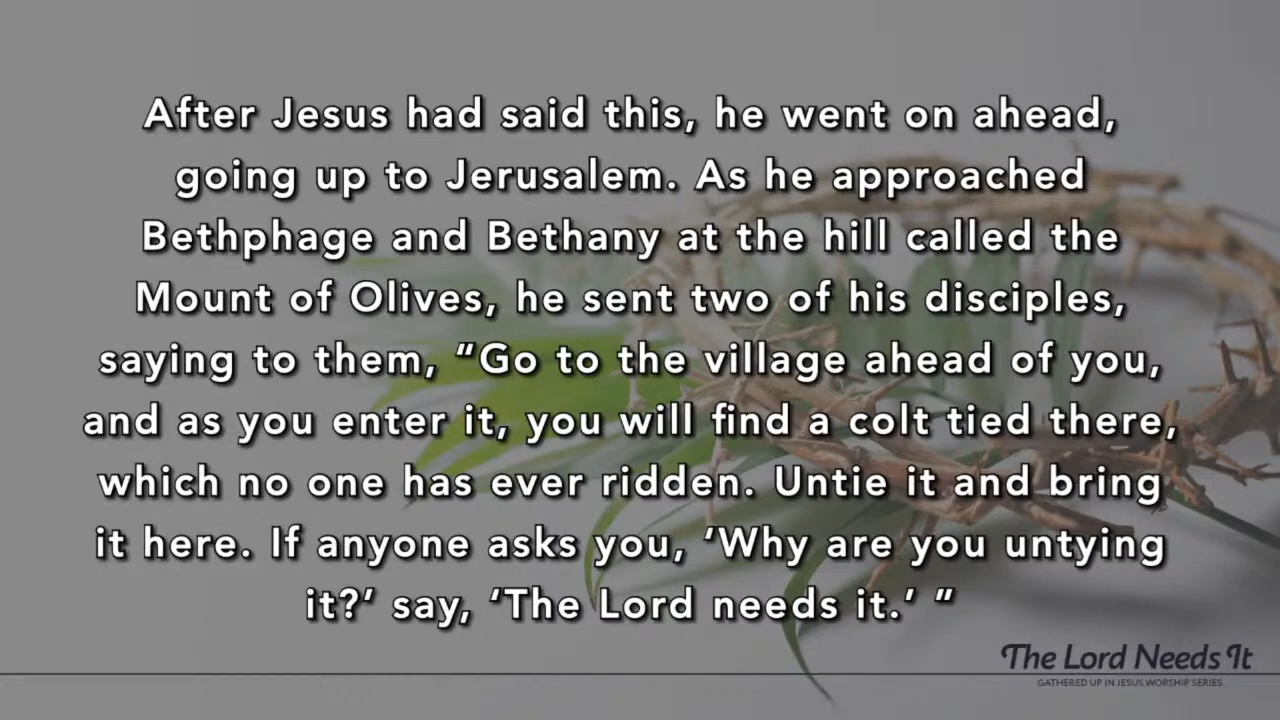 After Jesus had said this, he went on ahead,
going up to Jerusalem. As he approached
Bethphage and Bethany at the hill called the
Mount of Olives, he sent two of his disciples,
saying to them, “Go to the village ahead of you,
and as you enter it, you will find a colt tied there,
which no one has ever ridden. Untie it and bring
it here. If anyone asks you, ‘Why are you untying
it?’ say, ‘The Lord needs it.’ ”
The Lord Needs It
GATHERED UP IN JESUS WORSHIP SERIES